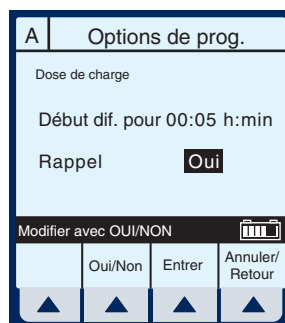 A Options de prog.
Dose de charge
Début dif. pour 00:05 h:min
Rappel Oui
Modifier avec OUI/NON
Oui/Non Entrer Annuler/
Retour